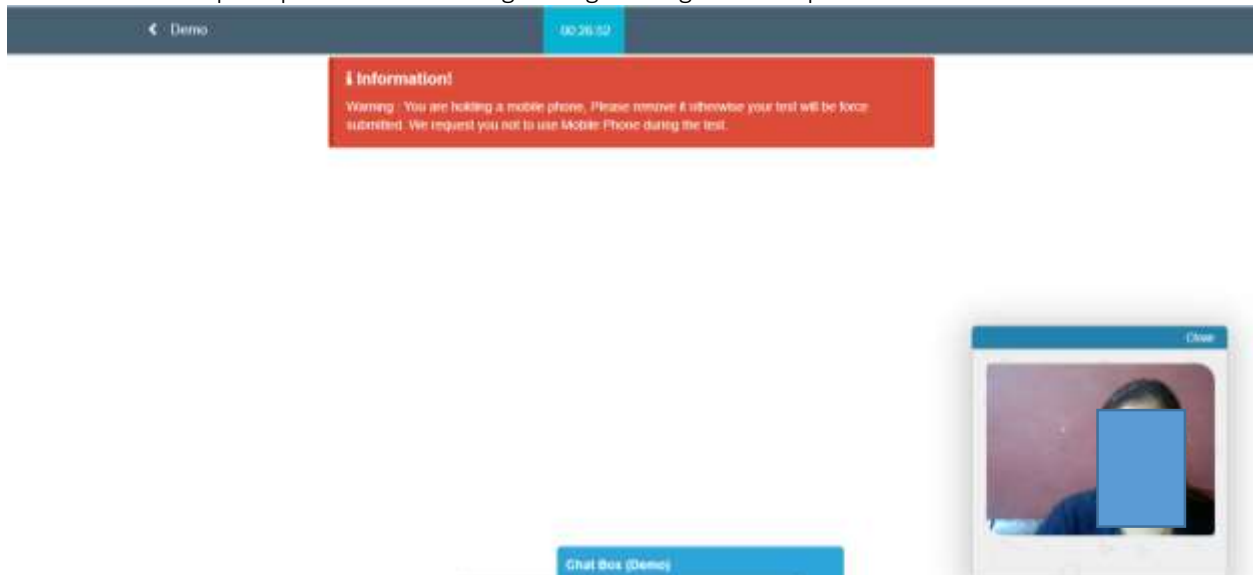 Demo
00:26:52
Information!
Warning : You are holding a mobile phone, Please remove it otherwise your test will be force
submitted. We request you not to use Mobile Phone during the test.
Close
Chat Box (Demo)